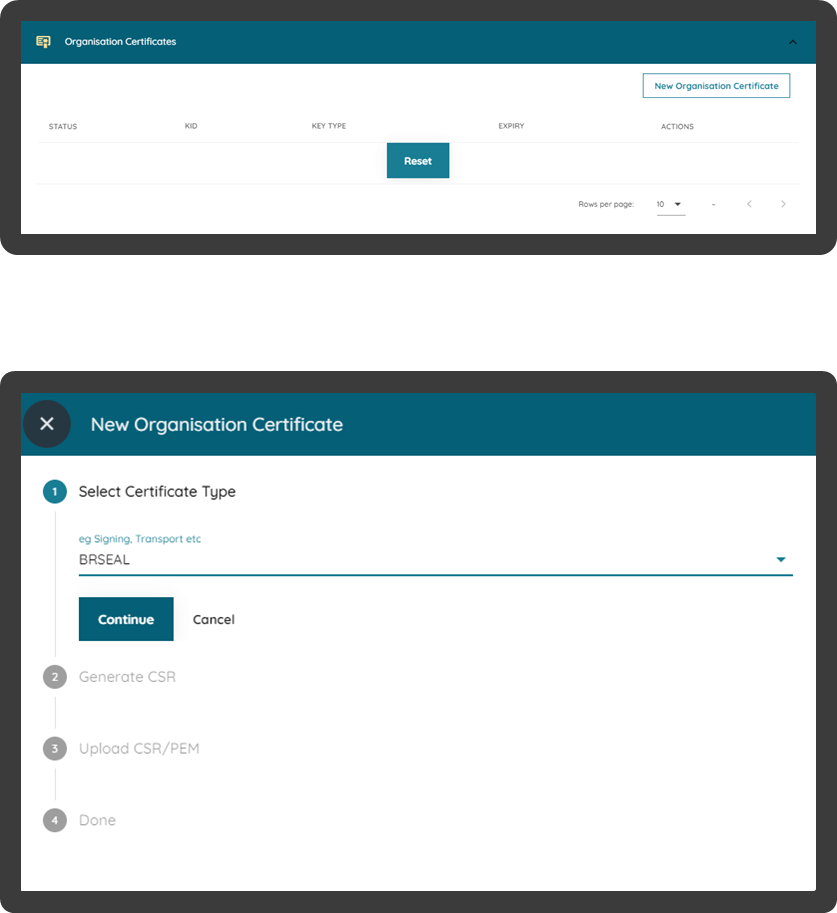 Organisation Certificates
New Organisation Certificate
STATUS KID KEY TYPE EXPIRY ACTIONS
Reset
Rows per page: 10 –
New Organisation Certificate
1 Select Certificate Type
eg Signing, Transport etc
BRSEAL
Continue Cancel
2 Generate CSR
3 Upload CSR/PEM
4 Done